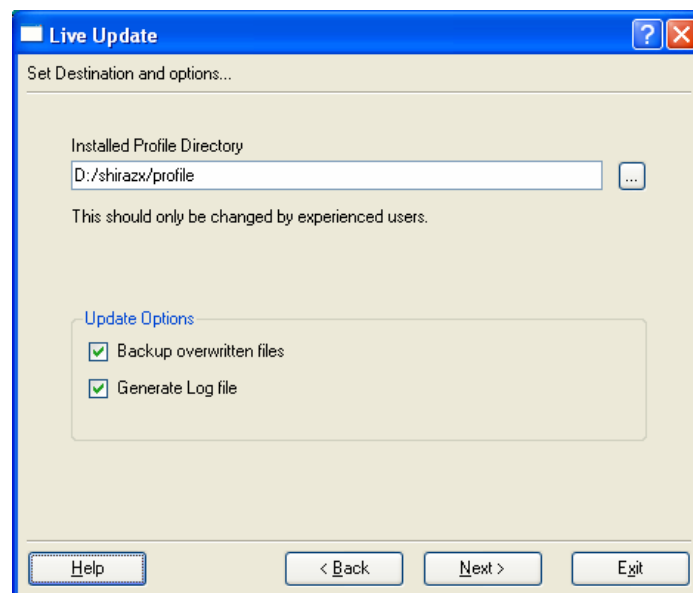 Live Update
Set Destination and options...
Installed Profile Directory
D:/shirazx/profile
...
This should only be changed by experienced users.
Update Options
Backup overwritten files
Generate Log file
Help
< Back
Next >
Exit